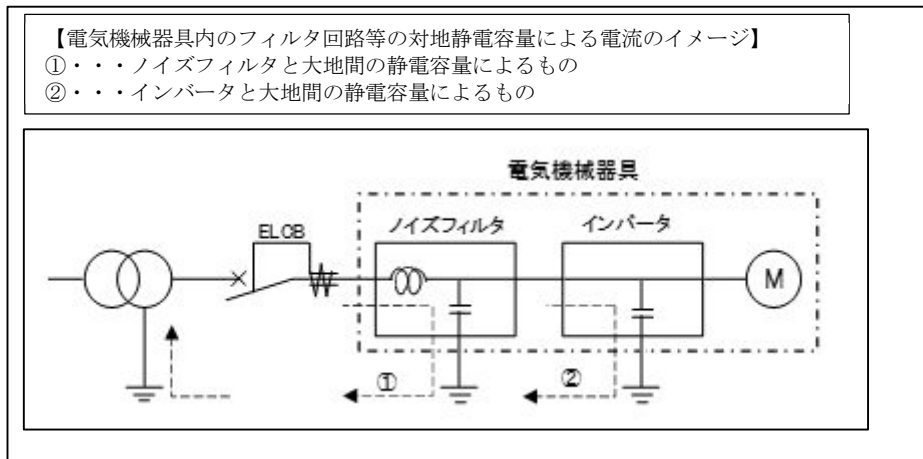 【電気機械器具内のフィルタ回路等の対地静電容量による電流のイメージ】
①・・・ノイズフィルタと大地間の静電容量によるもの
②・・・インバータと大地間の静電容量によるもの
電気機械器具
ELCB
ノイズフィルタ
インバータ
M
①
②